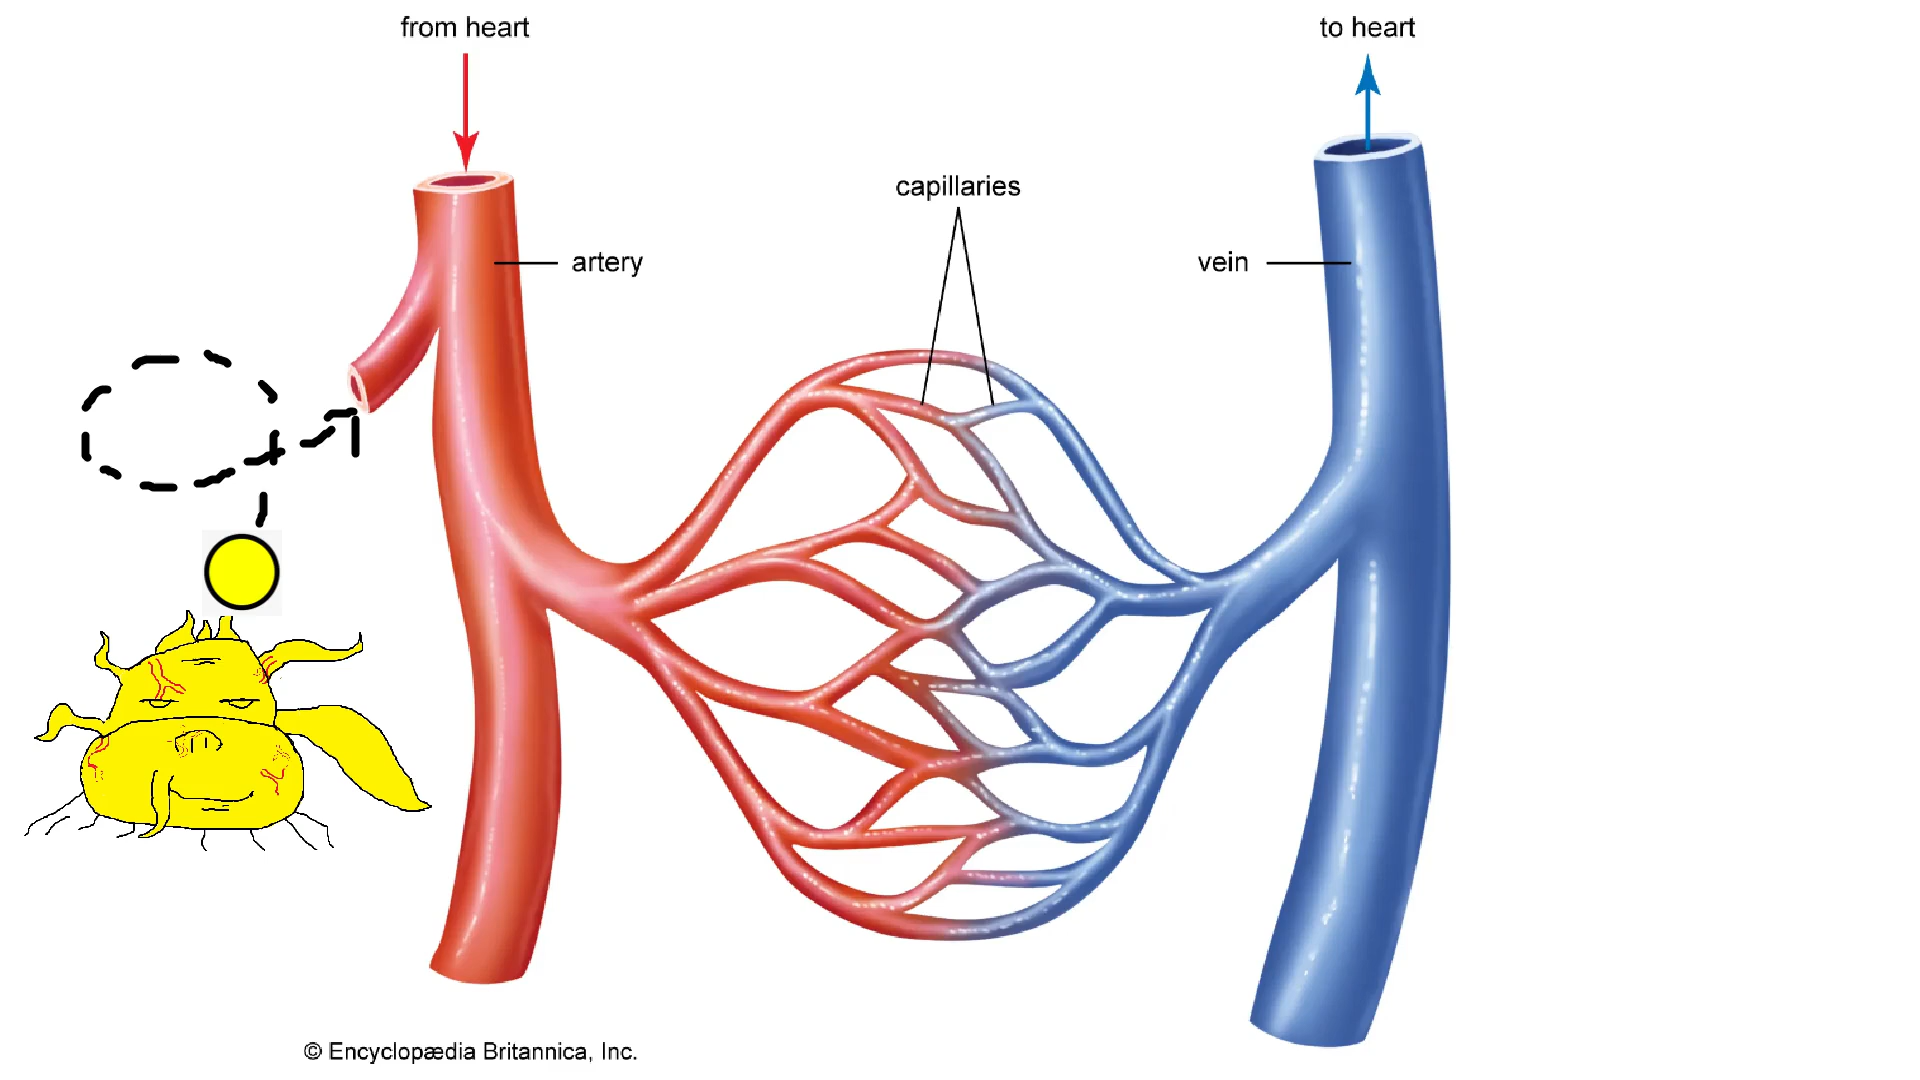 from heart
to heart
capillaries
artery
vein
© Encyclopædia Britannica, Inc.